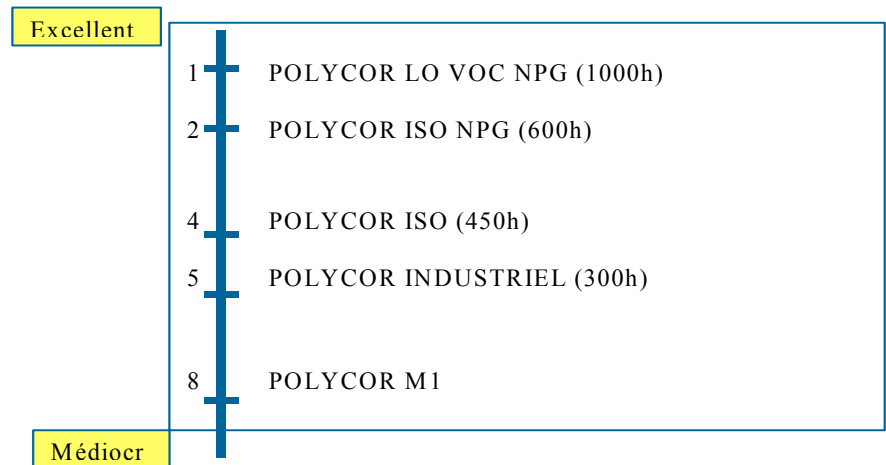 Excellent
1 POLYCOR LO VOC NPG (1000h)
2 POLYCOR ISO NPG (600h)
4 POLYCOR ISO (450h)
5 POLYCOR INDUSTRIEL (300h)
8 POLYCOR M1
Médiocr